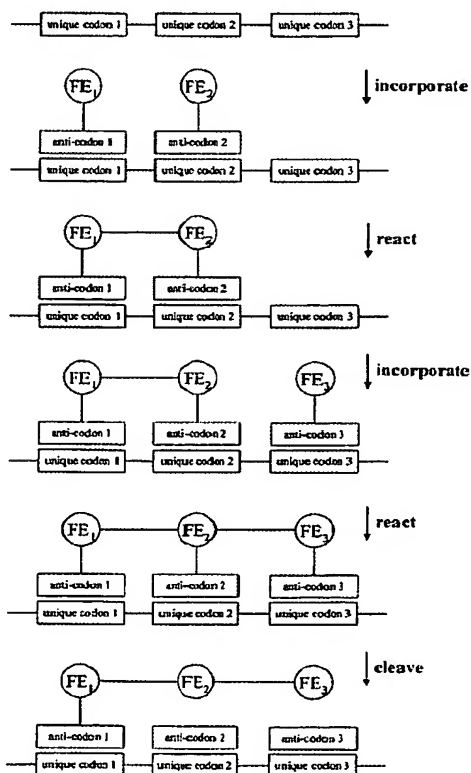 unique codon 1 unique codon 2 unique codon 3
incorporate
FE1 FE2
anti-codon 1 anti-codon 2
unique codon 1 unique codon 2 unique codon 3
react
FE1 FE2
anti-codon 1 anti-codon 2
unique codon 1 unique codon 2 unique codon 3
incorporate
FE1 FE2 FE3
anti-codon 1 anti-codon 2 anti-codon 3
unique codon 1 unique codon 2 unique codon 3
react
FE1 FE2 FE3
anti-codon 1 anti-codon 2 anti-codon 3
unique codon 1 unique codon 2 unique codon 3
cleave
FE1 FE2 FE3
anti-codon 1 anti-codon 2 anti-codon 3
unique codon 1 unique codon 2 unique codon 3